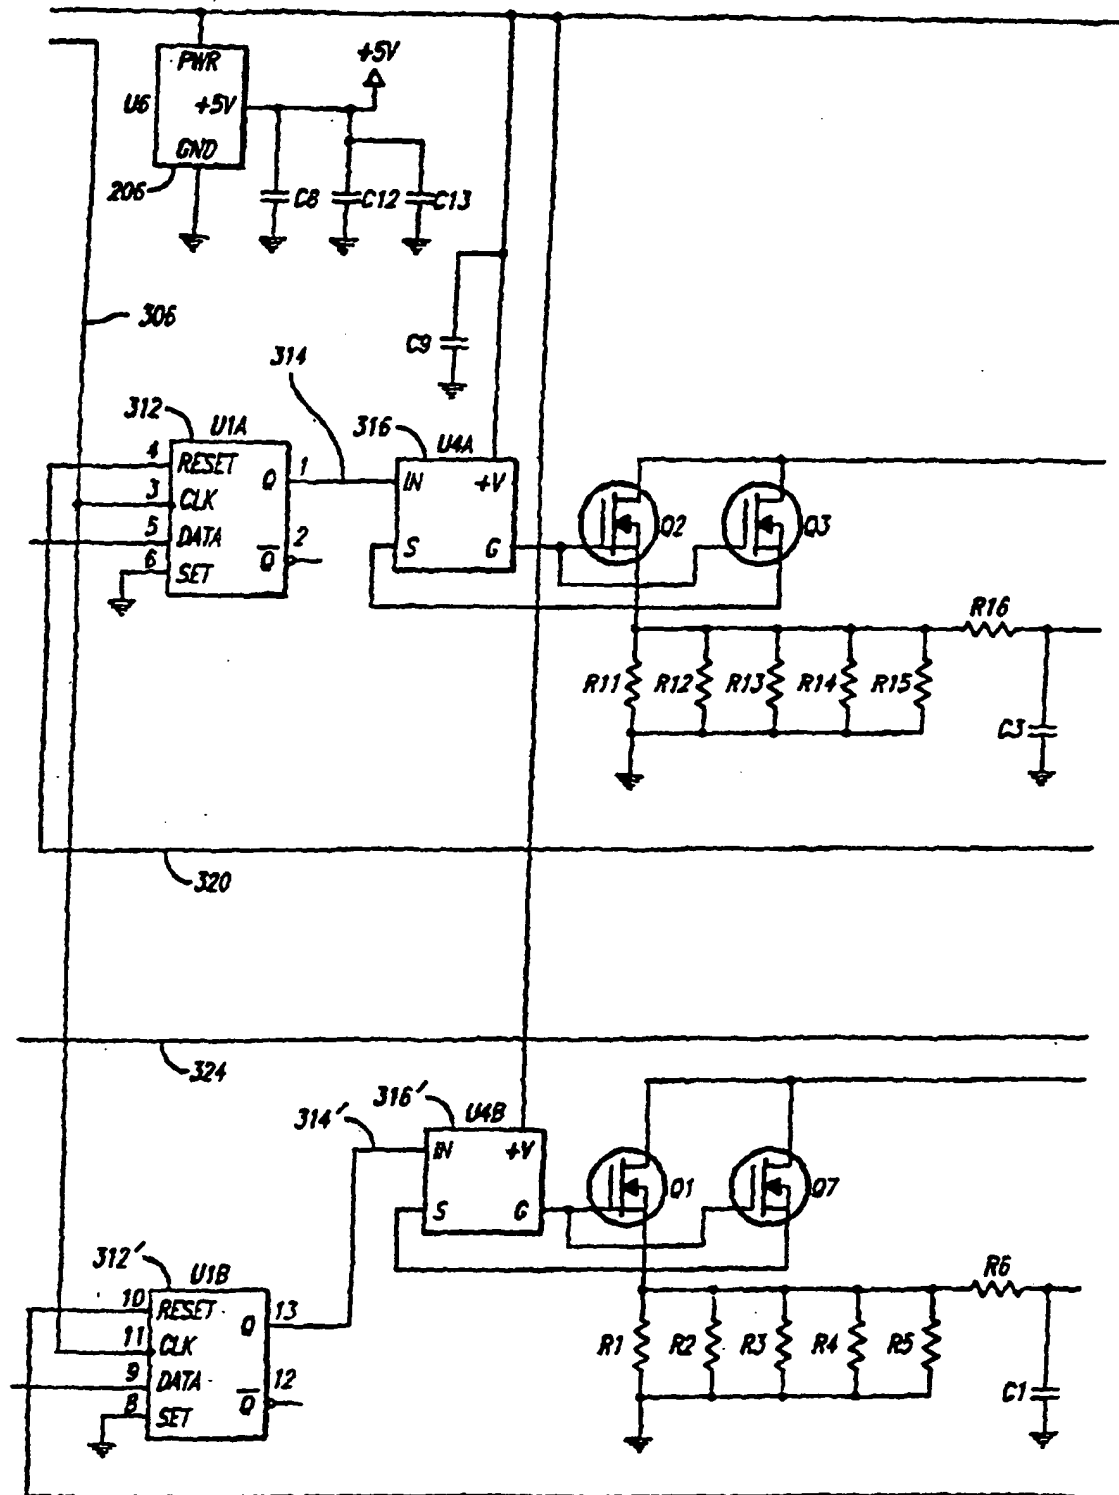 PWR
+5V
U6
+5V
GND
206
C8
C12
C13
306
C9
314
312
U1A
316
U4A
4
RESET
1
Q
IN
+V
3
CLK
Q2
Q3
5
DATA
2
S
G
6
Q
SET
R16
R11
R12
R13
R14
R15
C3
320
324
316'
U4B
314'
IN
+V
Q1
Q7
S
G
312'
U1B
R6
10
RESET
13
Q
11
CLK
R1
R2
R3
R4
R5
9
DATA
12
C1
8
Q
SET